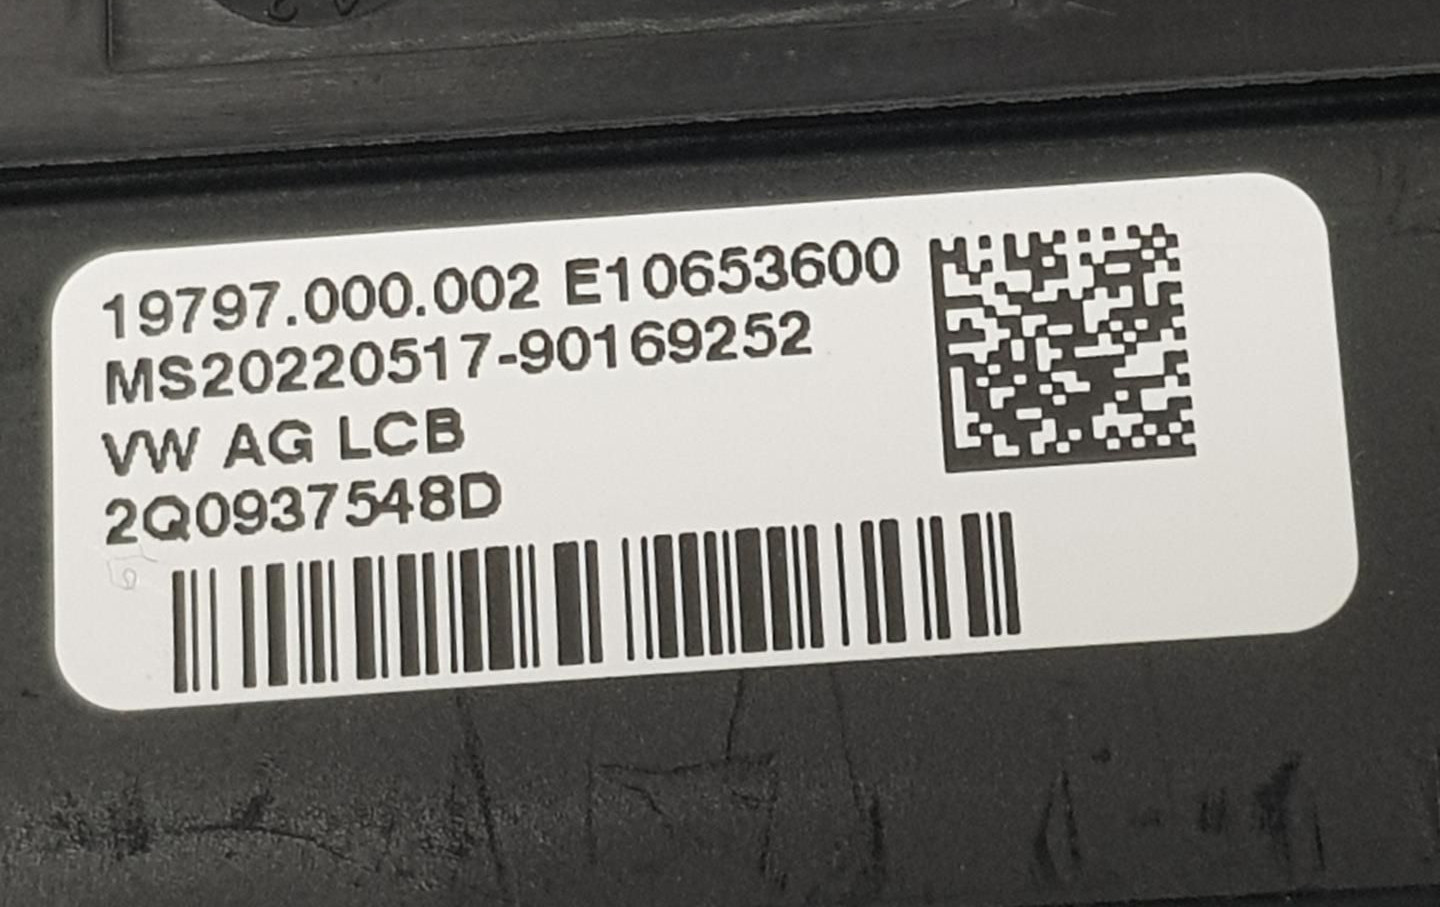 19797.000.002 E10653600
MS20220517-90169252
VW AG LCB
2Q0937548D